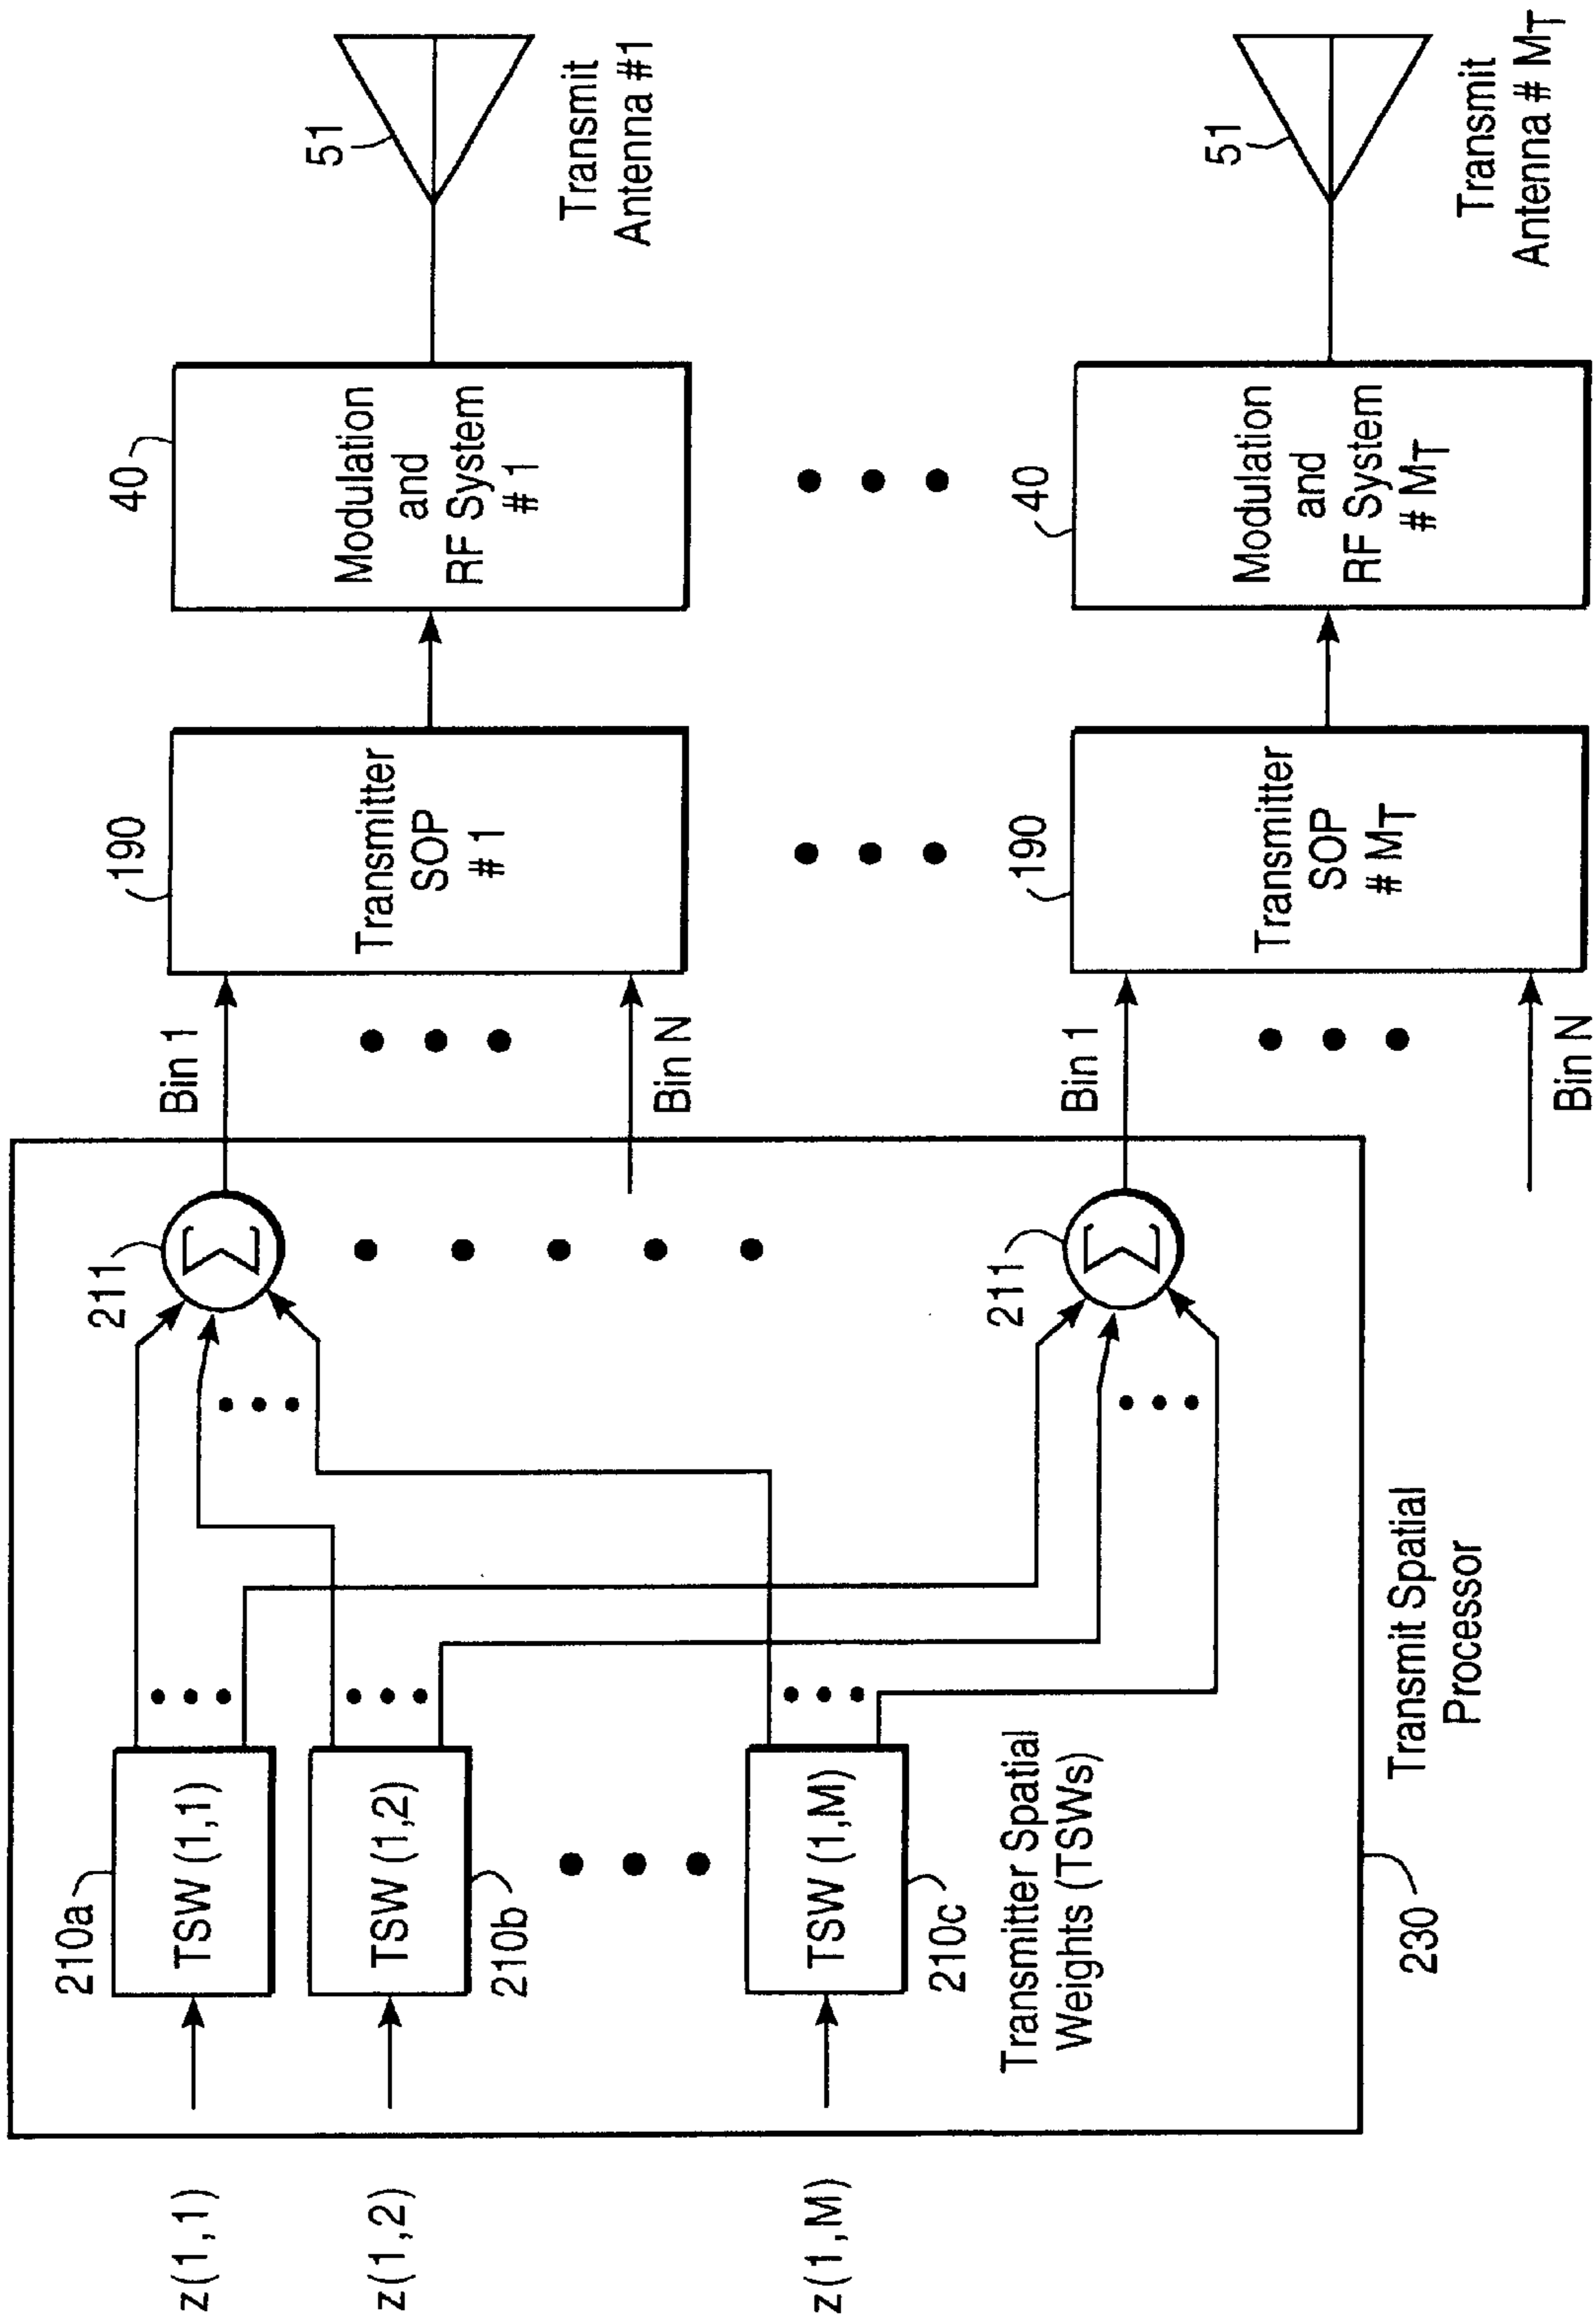 z(1,1)
z(1,2)
z(1,M)
210a
TSW (1,1)
TSW (1,2)
210b
TSW (1,M)
210c
Transmitter Spatial
Weights (TSWs)
230
Transmit Spatial
Processor
211
Σ
211
Σ
Bin 1
Bin N
Bin 1
Bin N
190
Transmitter
SOP
# 1
190
Transmitter
SOP
# MT
40
Modulation
and
RF System
# 1
40
Modulation
and
RF System
# MT
51
Transmit
Antenna #1
51
Transmit
Antenna # MT